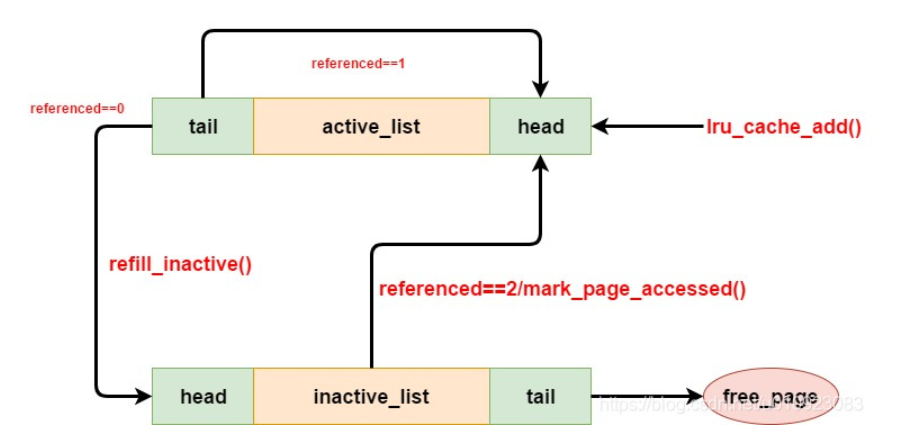 referenced==1
referenced==0
tail
active_list
head
lru_cache_add()
refill_inactive()
referenced==2/mark_page_accessed()
head
inactive_list
tail
free_page